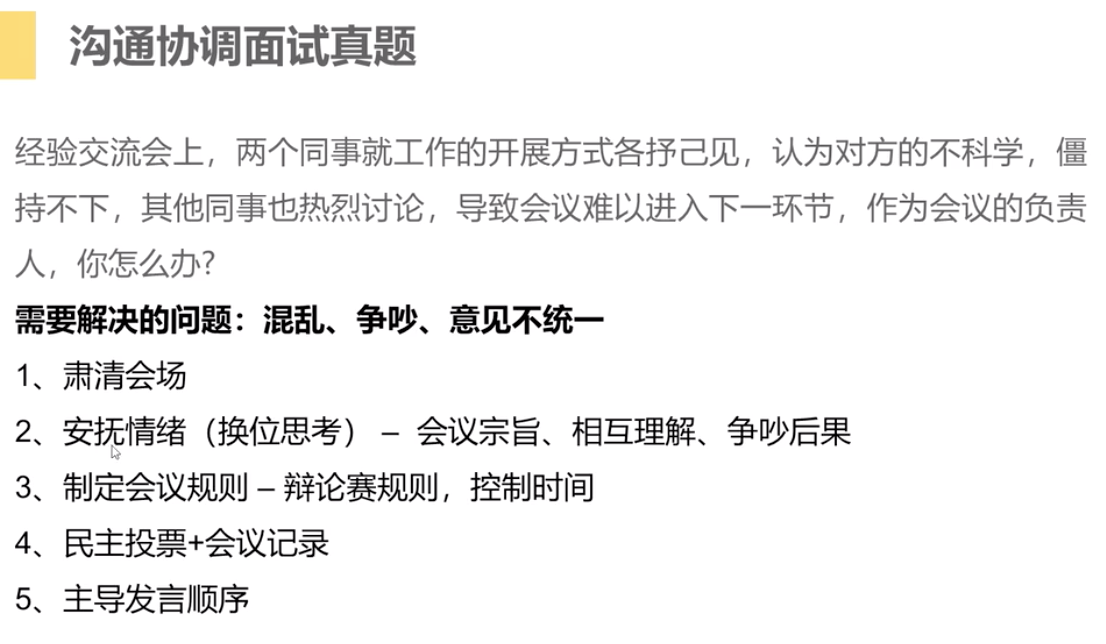 沟通协调面试真题
经验交流会上，两个同事就工作的开展方式各抒己见，认为对方的不科学，僵
持不下，其他同事也热烈讨论，导致会议难以进入下一环节，作为会议的负责
人，你怎么办?
需要解决的问题：混乱、争吵、意见不统一
1、肃清会场
2、安抚情绪（换位思考） – 会议宗旨、相互理解、争吵后果
3、制定会议规则 – 辩论赛规则，控制时间
4、民主投票+会议记录
5、主导发言顺序